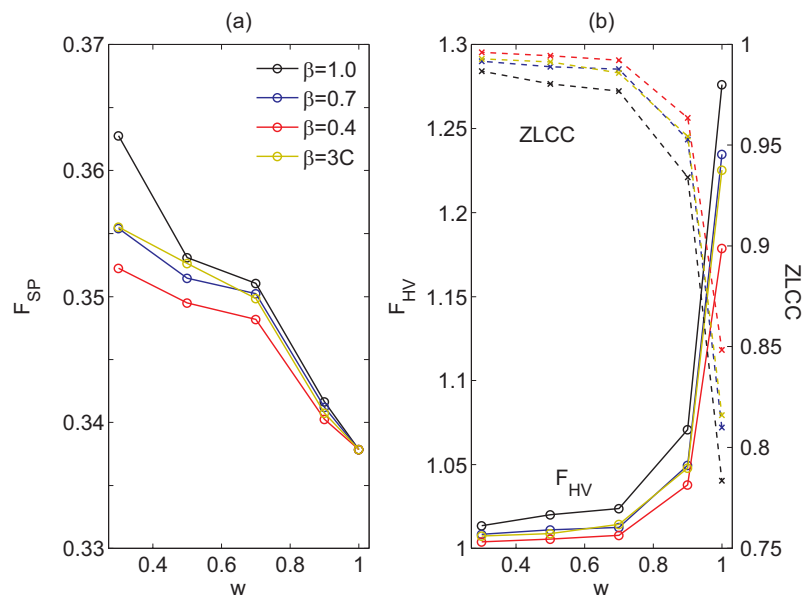 (a)
(b)
0.37
0.36
0.35
0.34
0.33
F_SP
0.4 0.6 0.8 1
w
β=1.0
β=0.7
β=0.4
β=3C
1.3
1.25
1.2
1.15
1.1
1.05
1
F_HV
ZLCC
F_HV
0.4 0.6 0.8 1
w
1
0.95
0.9
0.85
0.8
0.75
ZLCC